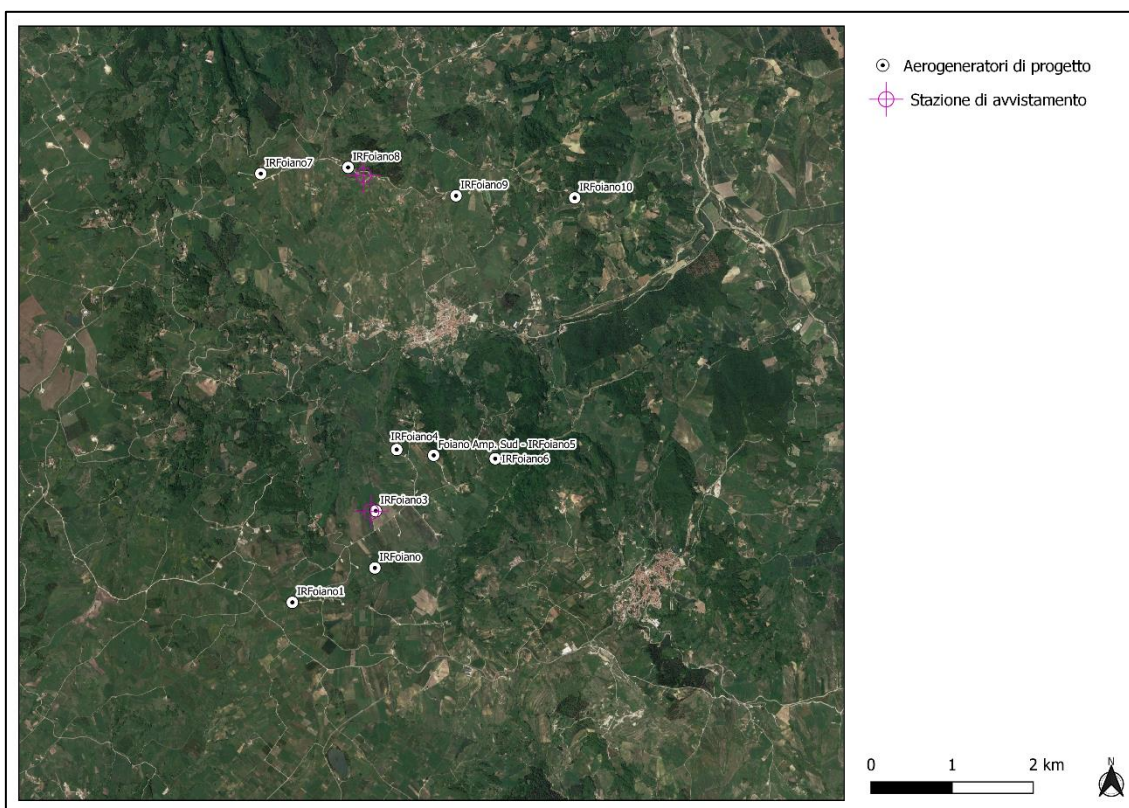 Aerogeneratori di progetto
Stazione di avvistamento
IRFoiano7
IRFoiano8
IRFoiano9
IRFoiano10
IRFoiano4
Foiano Amp. Sud - IRFoiano5
IRFoiano6
IRFoiano3
IRFoiano
IRFoiano1
0 1 2 km
N